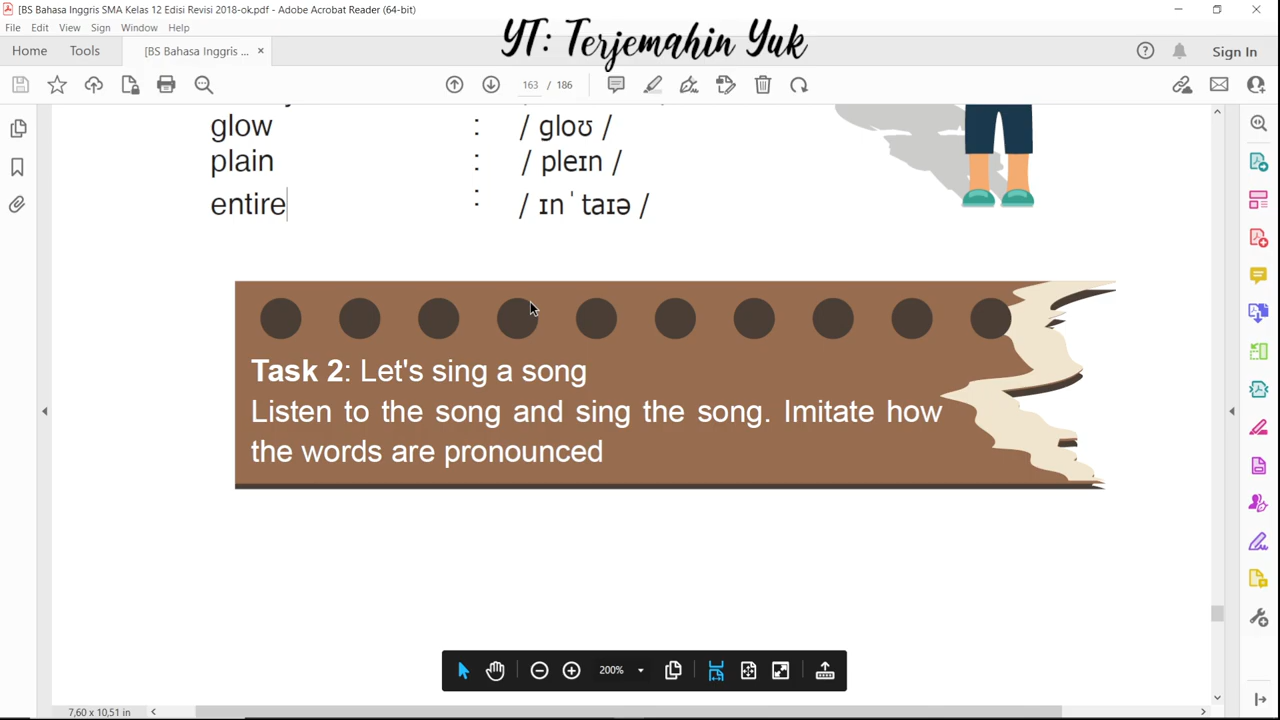 [BS Bahasa Inggris SMA Kelas 12 Edisi Revisi 2018-ok.pdf - Adobe Acrobat Reader (64-bit)
File Edit View Sign Window Help
YT: Terjemahin Yuk
Home Tools [BS Bahasa Inggris ... × Sign In
163 / 186
glow : / gloʊ /
plain : / pleɪn /
entire : / ɪnˈtaɪə /
Task 2: Let's sing a song
Listen to the song and sing the song. Imitate how
the words are pronounced
200%
7,60 x 10,51 in